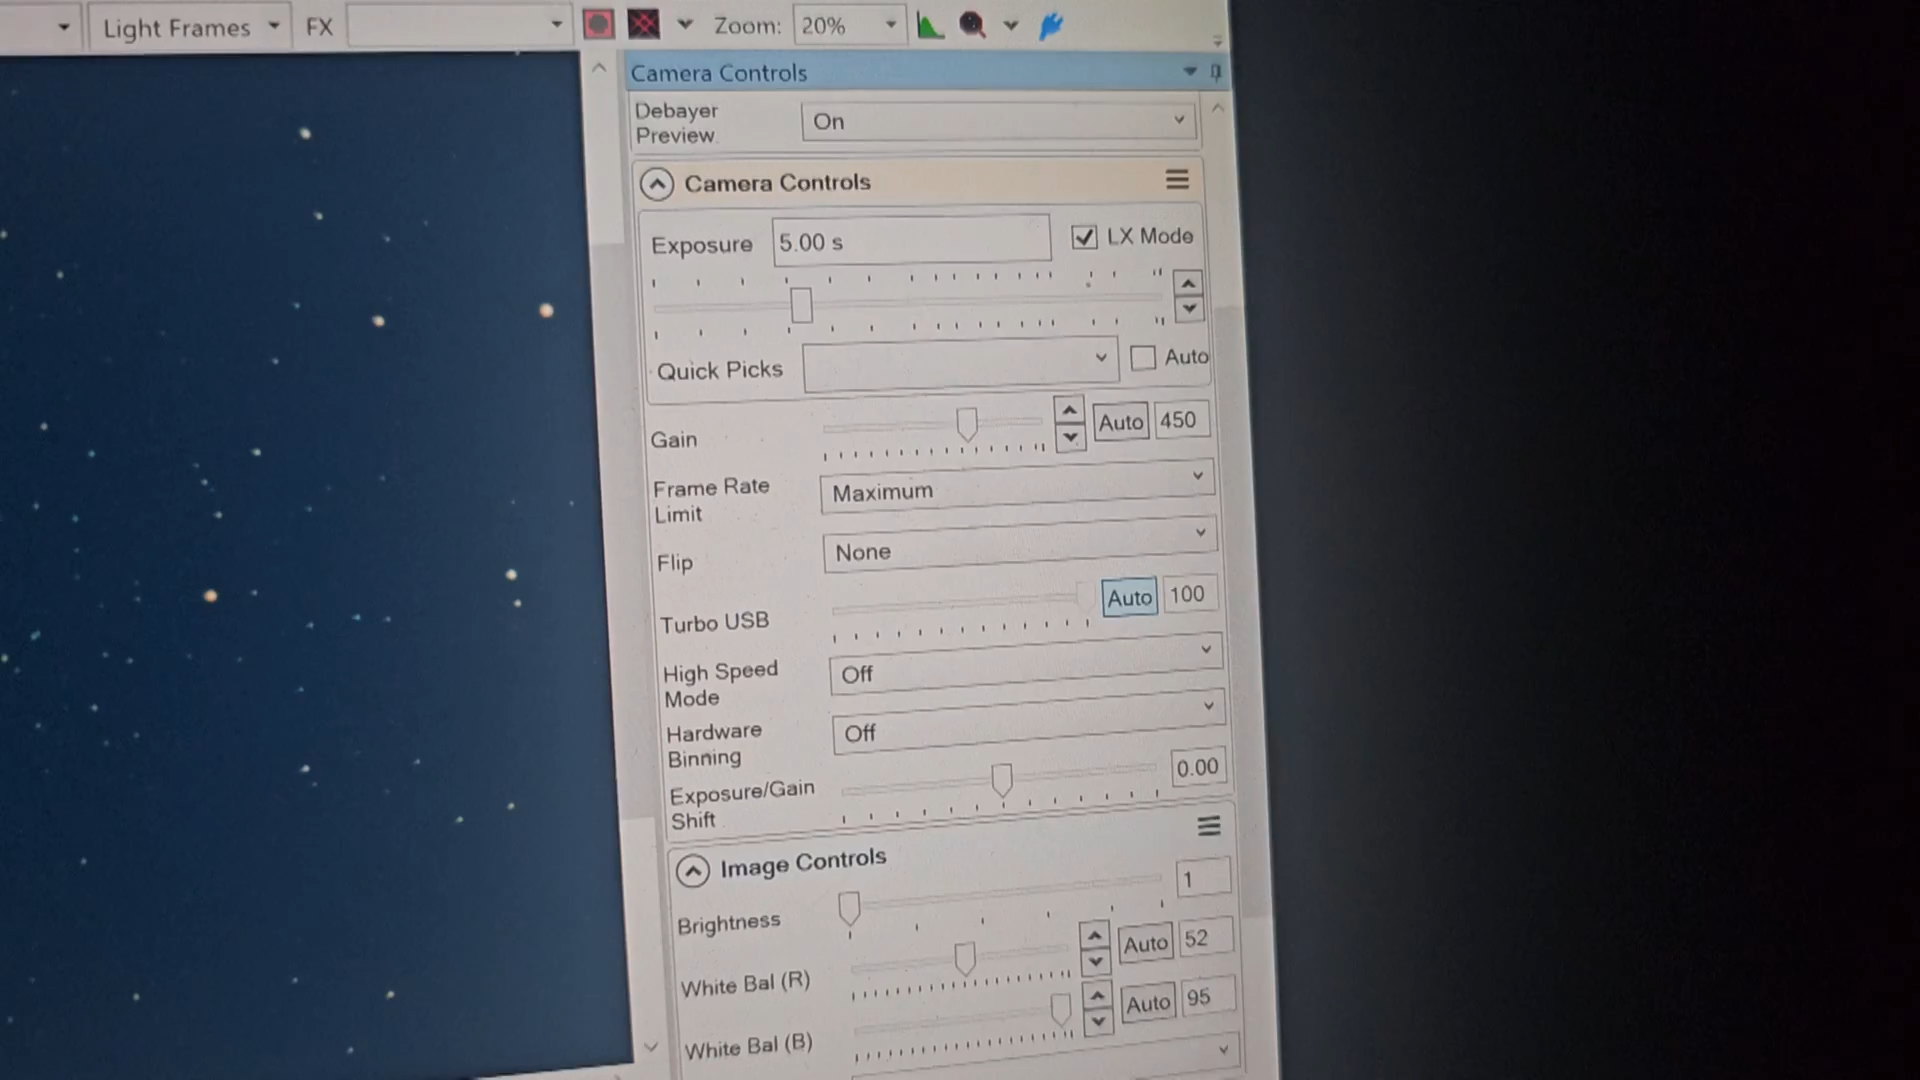 Light Frames FX Zoom: 20%
Camera Controls
Debayer
Preview On
Camera Controls
Exposure 5.00 s LX Mode
Quick Picks Auto
Gain Auto 450
Frame Rate
Limit Maximum
Flip None
Turbo USB Auto 100
High Speed
Mode Off
Hardware
Binning Off
Exposure/Gain
Shift 0.00
Image Controls
Brightness 1
White Bal (R) Auto 52
White Bal (B) Auto 95